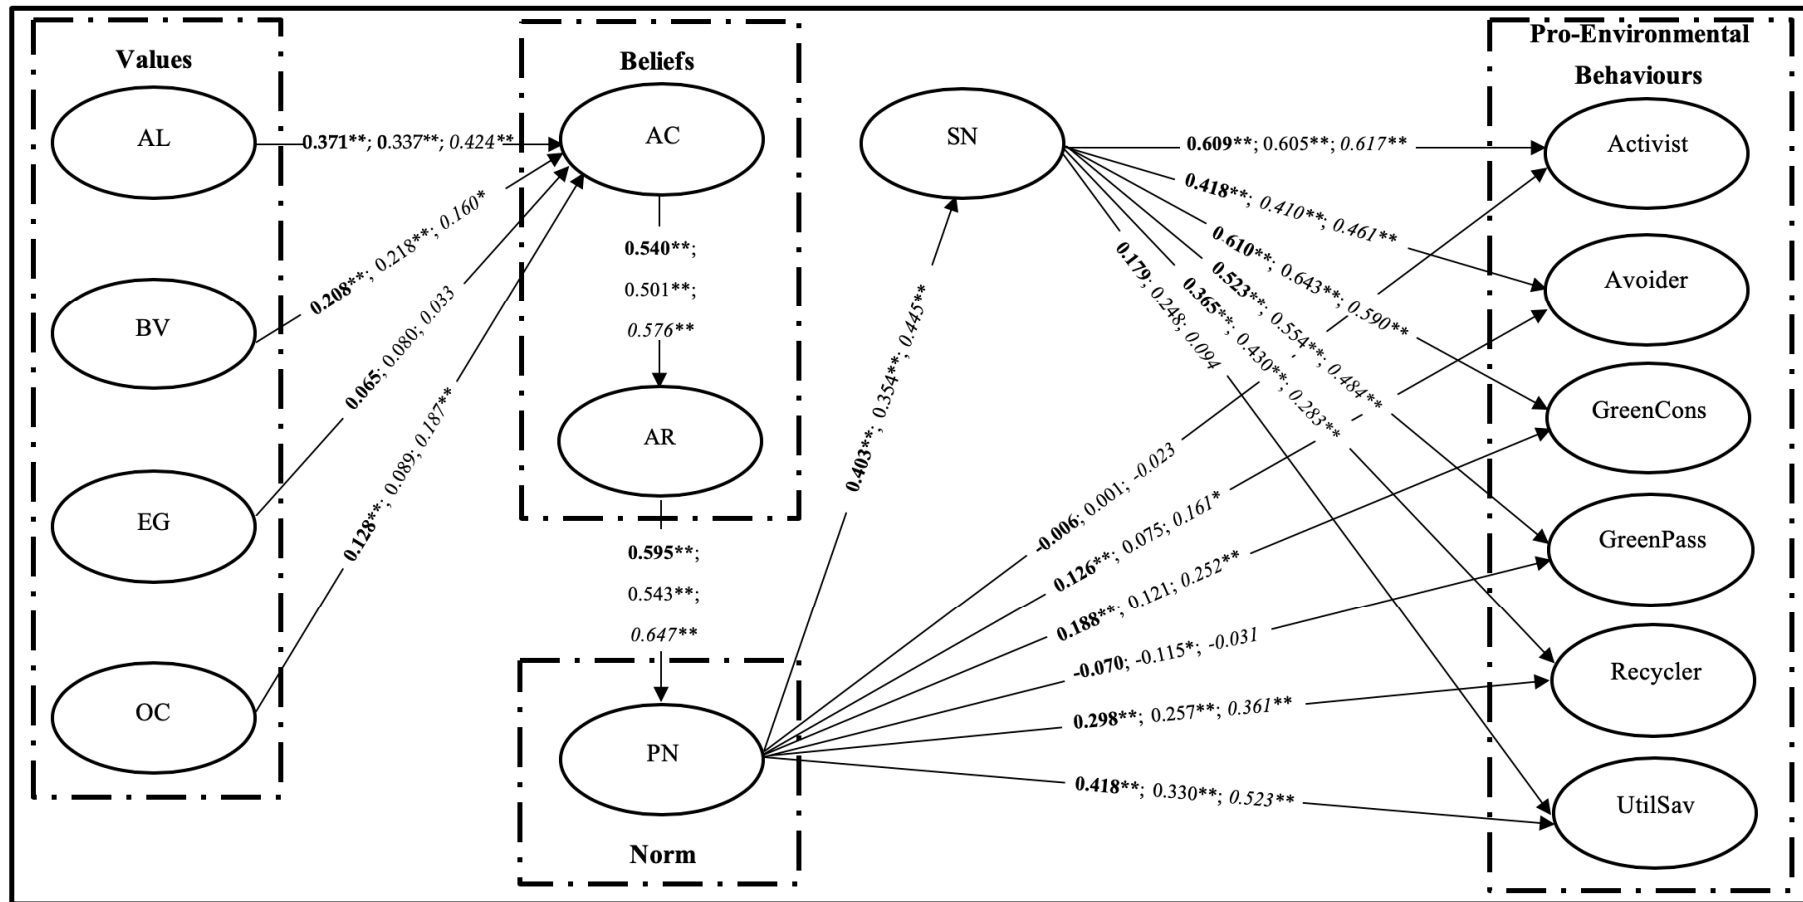 Values
AL
BV
EG
OC
0.371**; 0.337**; 0.424**
0.208**; 0.218**; 0.160*
0.065; 0.080; 0.033
0.128**; 0.089; 0.187**
Beliefs
AC
0.540**;
0.501**;
0.576**
AR
0.595**;
0.543**;
0.647**
PN
Norm
0.403**; 0.354**; 0.445**
SN
0.609**; 0.605**; 0.617**
0.418**; 0.410**; 0.461**
0.610**; 0.643**; 0.590**
0.523**; 0.554**; 0.484**
0.365**; 0.430**; 0.283**
0.179; 0.248; 0.094
-0.006; 0.001; -0.023
0.126**; 0.075; 0.161*
0.188**; 0.121; 0.252**
-0.070; -0.115*; -0.031
0.298**; 0.257**; 0.361**
0.418**; 0.330**; 0.523**
Pro-Environmental
Behaviours
Activist
Avoider
GreenCons
GreenPass
Recycler
UtilSav